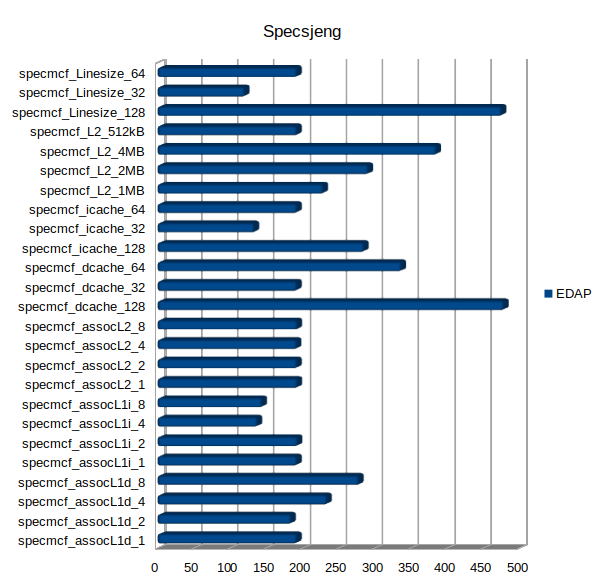 Specsjeng
specmcf_Linesize_64
specmcf_Linesize_32
specmcf_Linesize_128
specmcf_L2_512kB
specmcf_L2_4MB
specmcf_L2_2MB
specmcf_L2_1MB
specmcf_icache_64
specmcf_icache_32
specmcf_icache_128
specmcf_dcache_64
specmcf_dcache_32
specmcf_dcache_128
specmcf_assocL2_8
specmcf_assocL2_4
specmcf_assocL2_2
specmcf_assocL2_1
specmcf_assocL1i_8
specmcf_assocL1i_4
specmcf_assocL1i_2
specmcf_assocL1i_1
specmcf_assocL1d_8
specmcf_assocL1d_4
specmcf_assocL1d_2
specmcf_assocL1d_1
0 50 100 150 200 250 300 350 400 450 500
EDAP